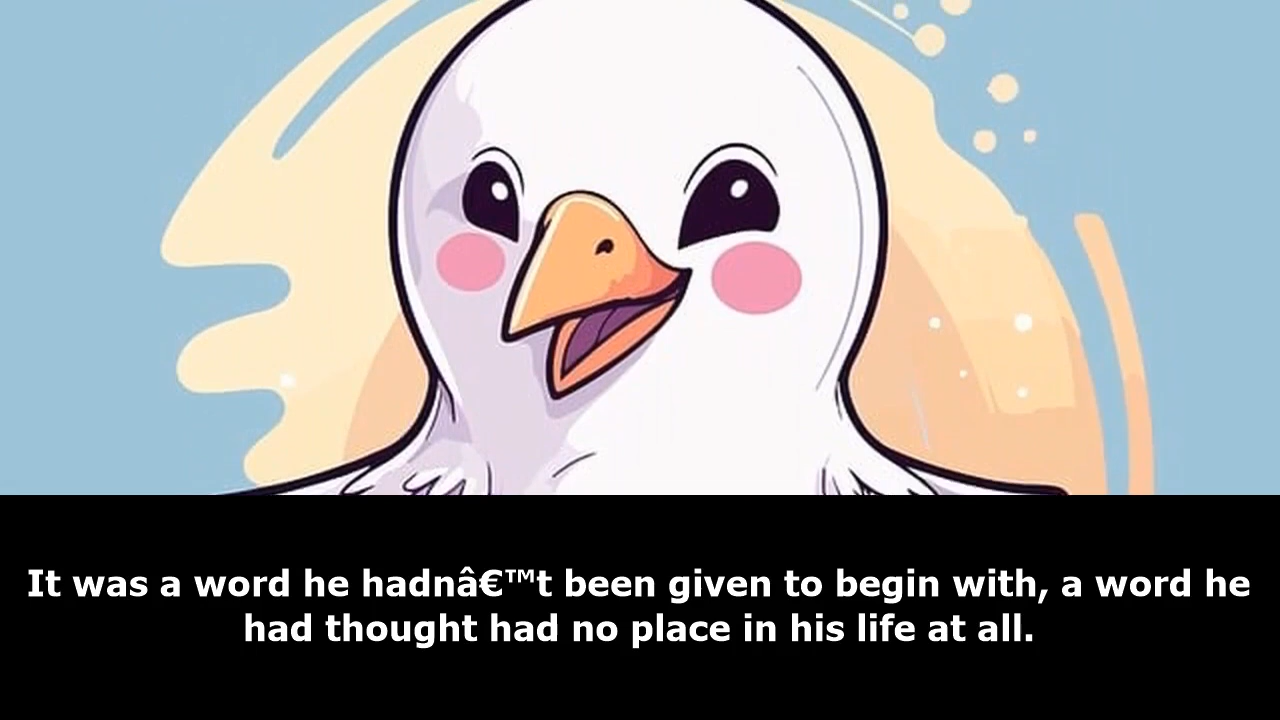 It was a word he hadnâ€™t been given to begin with, a word he
had thought had no place in his life at all.